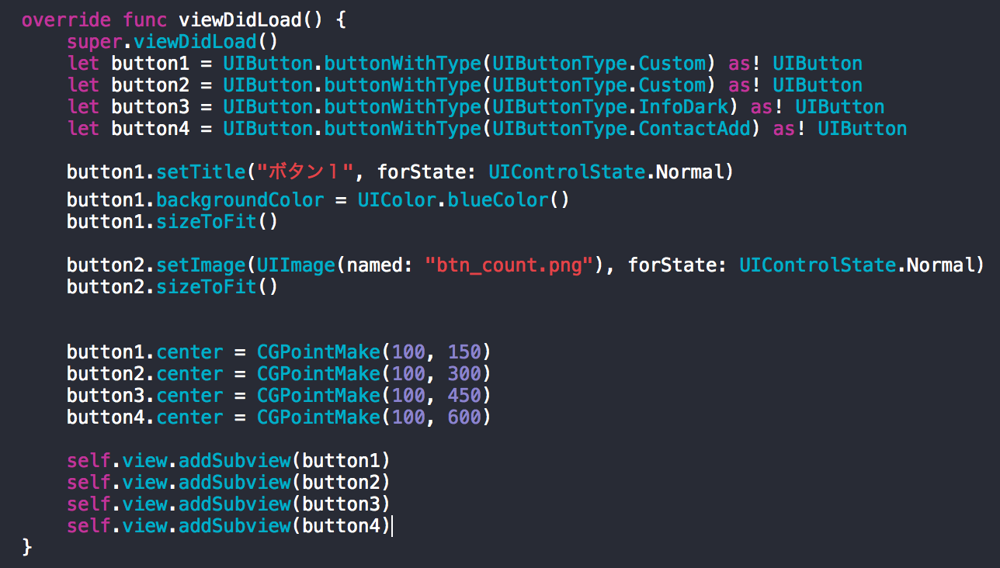 override func viewDidLoad() {
    super.viewDidLoad()
    let button1 = UIButton.buttonWithType(UIButtonType.Custom) as! UIButton
    let button2 = UIButton.buttonWithType(UIButtonType.Custom) as! UIButton
    let button3 = UIButton.buttonWithType(UIButtonType.InfoDark) as! UIButton
    let button4 = UIButton.buttonWithType(UIButtonType.ContactAdd) as! UIButton

    button1.setTitle("ボタン１", forState: UIControlState.Normal)
    button1.backgroundColor = UIColor.blueColor()
    button1.sizeToFit()

    button2.setImage(UIImage(named: "btn_count.png"), forState: UIControlState.Normal)
    button2.sizeToFit()


    button1.center = CGPointMake(100, 150)
    button2.center = CGPointMake(100, 300)
    button3.center = CGPointMake(100, 450)
    button4.center = CGPointMake(100, 600)

    self.view.addSubview(button1)
    self.view.addSubview(button2)
    self.view.addSubview(button3)
    self.view.addSubview(button4)
}